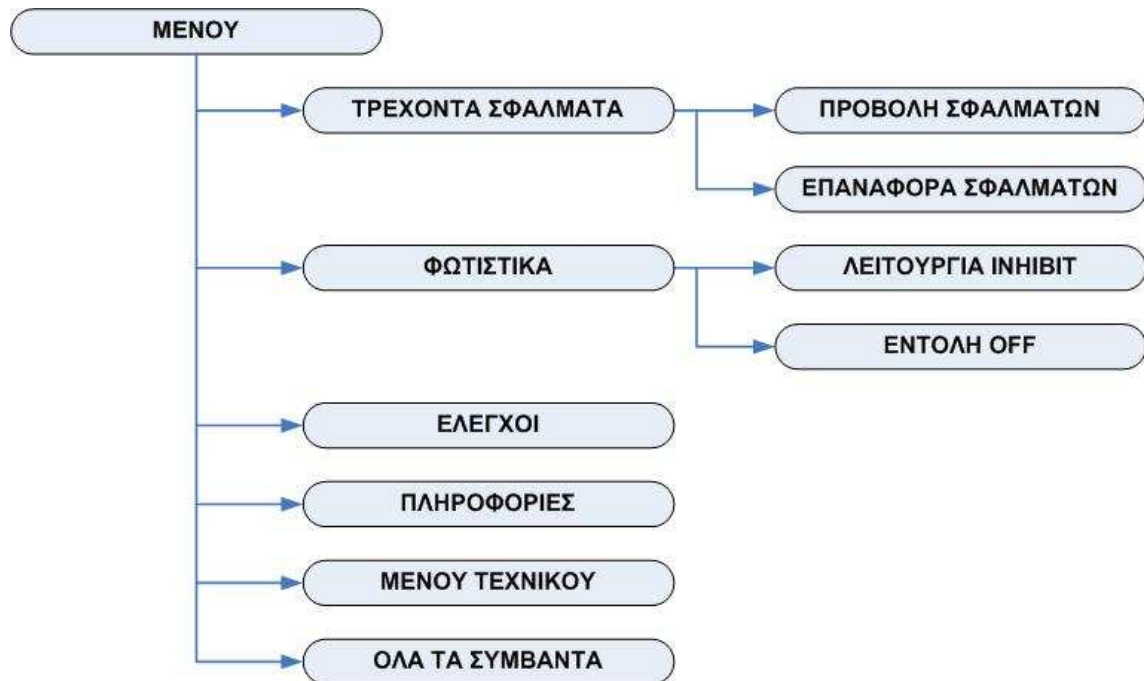 ΜΕΝΟΥ
ΤΡΕΧΟΝΤΑ ΣΦΑΛΜΑΤΑ
ΠΡΟΒΟΛΗ ΣΦΑΛΜΑΤΩΝ
ΕΠΑΝΑΦΟΡΑ ΣΦΑΛΜΑΤΩΝ
ΦΩΤΙΣΤΙΚΑ
ΛΕΙΤΟΥΡΓΙΑ INHIBIT
ΕΝΤΟΛΗ OFF
ΕΛΕΓΧΟΙ
ΠΛΗΡΟΦΟΡΙΕΣ
ΜΕΝΟΥ ΤΕΧΝΙΚΟΥ
ΟΛΑ ΤΑ ΣΥΜΒΑΝΤΑ